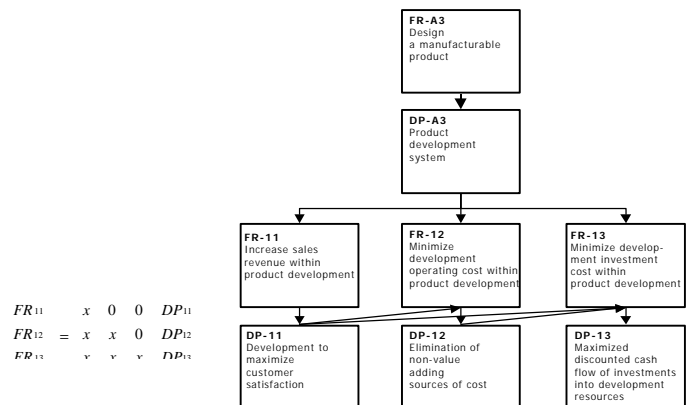 FR-A3
Design
a manufacturable
product
DP-A3
Product
development
system
FR-11
Increase sales
revenue within
product development
FR-12
Minimize
development
operating cost within
product development
FR-13
Minimize develop-
ment investment
cost within
product development
FR11 x 0 0 DP11
FR12 = x x 0 DP12
FR13 x x x DP13
DP-11
Development to
maximize
customer
satisfaction
DP-12
Elimination of
non-value
adding
sources of cost
DP-13
Maximized
discounted cash
flow of investments
into development
resources